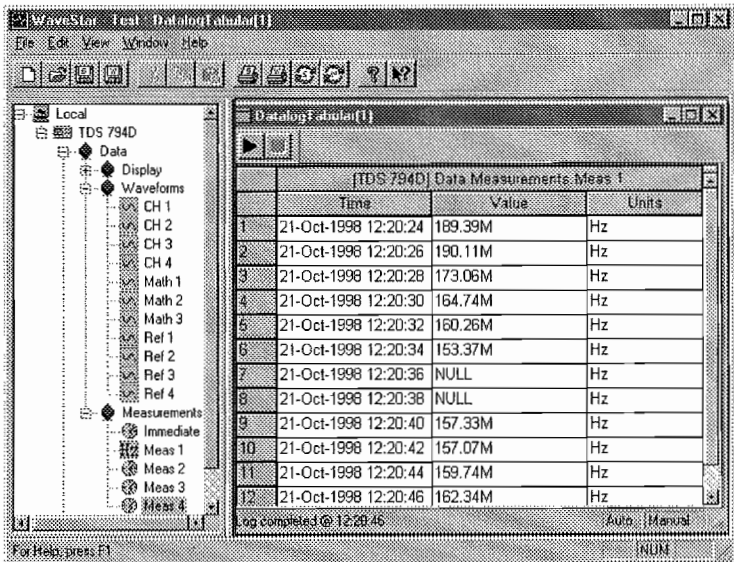 WaveStar - Test - DatalogTabular(1)
File Edit View Window Help
Local
TDS 794D
Data
Display
Waveforms
CH 1
CH 2
CH 3
CH 4
Math 1
Math 2
Math 3
Ref 1
Ref 2
Ref 3
Ref 4
Measurements
Immediate
Meas 1
Meas 2
Meas 3
Meas 4
DatalogTabular(1)
[TDS 794D] Data Measurements Meas 1
Time Value Units
1 21-Oct-1998 12:20:24 189.39M Hz
2 21-Oct-1998 12:20:26 190.11M Hz
3 21-Oct-1998 12:20:28 173.06M Hz
4 21-Oct-1998 12:20:30 164.74M Hz
5 21-Oct-1998 12:20:32 160.26M Hz
6 21-Oct-1998 12:20:34 153.37M Hz
7 21-Oct-1998 12:20:36 NULL Hz
8 21-Oct-1998 12:20:38 NULL Hz
9 21-Oct-1998 12:20:40 157.33M Hz
10 21-Oct-1998 12:20:42 157.07M Hz
11 21-Oct-1998 12:20:44 159.74M Hz
12 21-Oct-1998 12:20:46 162.34M Hz
Log completed @ 12:20:46 Auto Manual
For Help, press F1 NUM